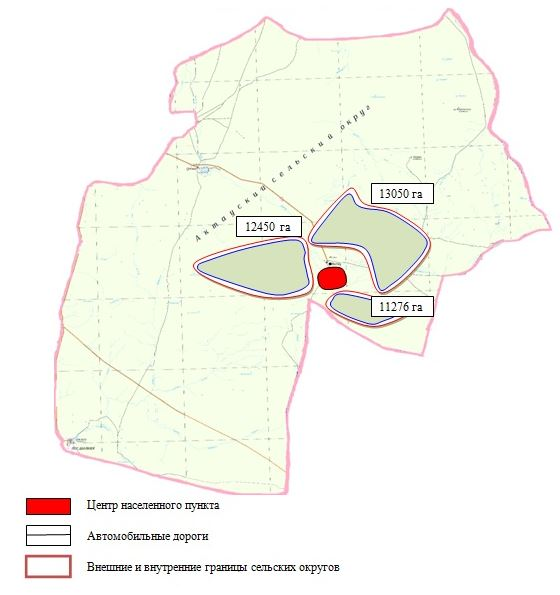 Актауский сельский округ
13050 га
12450 га
11276 га
Центр населенного пункта
Автомобильные дороги
Внешние и внутренние границы сельских округов